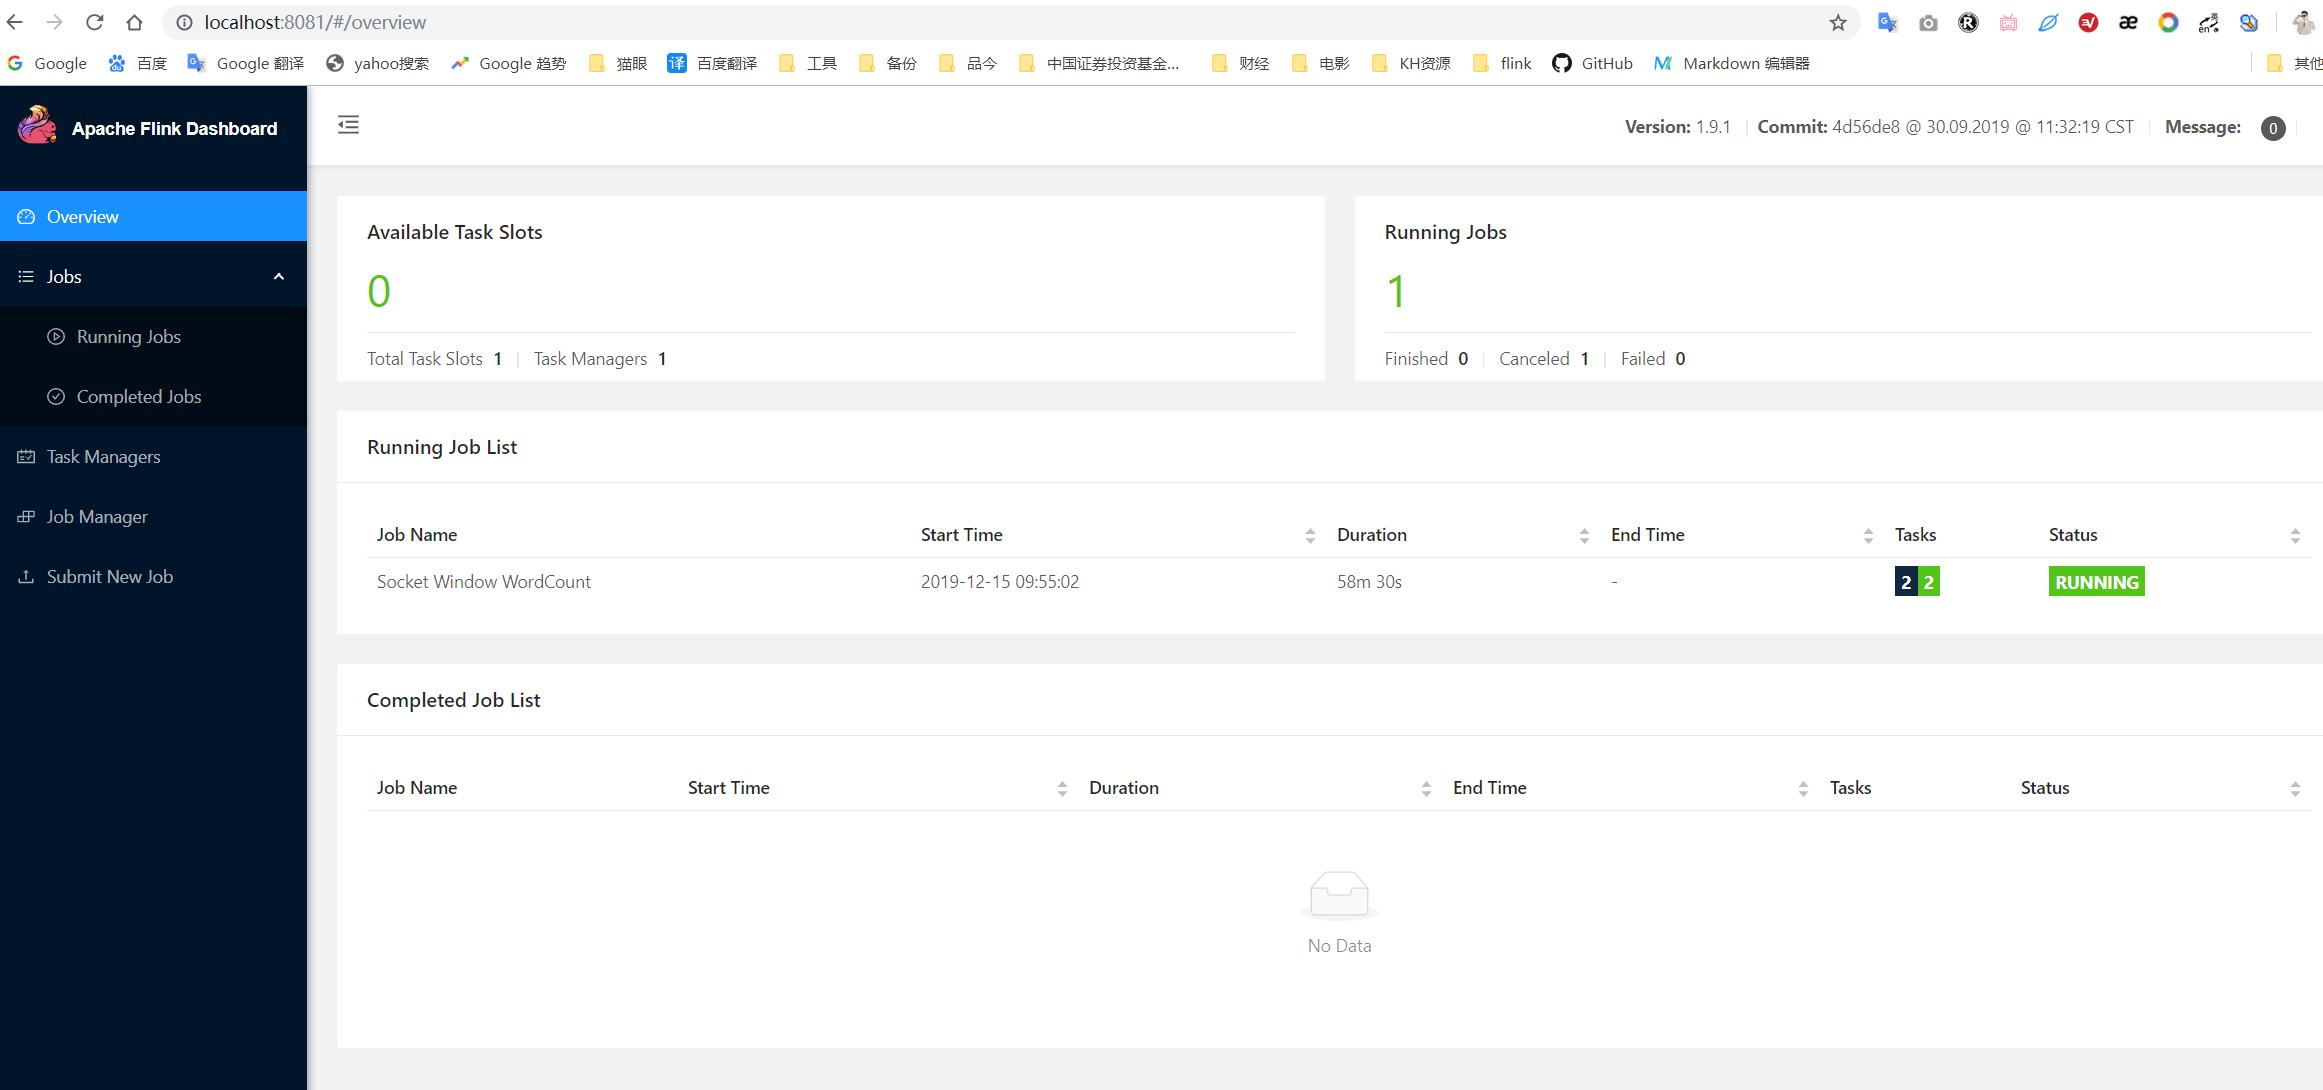 localhost:8081/#/overview
Google 百度 Google 翻译 yahoo搜索 Google 趋势 猫眼 译 百度翻译 工具 备份 品今 中国证券投资基金... 财经 电影 KH资源 flink GitHub Markdown 编辑器 其他
Apache Flink Dashboard
Version: 1.9.1 Commit: 4d56de8 @ 30.09.2019 @ 11:32:19 CST Message: 0
Overview
Jobs
Running Jobs
Completed Jobs
Task Managers
Job Manager
Submit New Job
Available Task Slots
0
Total Task Slots 1 Task Managers 1
Running Jobs
1
Finished 0 Canceled 1 Failed 0
Running Job List
Job Name Start Time Duration End Time Tasks Status
Socket Window WordCount 2019-12-15 09:55:02 58m 30s - 2 2 RUNNING
Completed Job List
Job Name Start Time Duration End Time Tasks Status
No Data